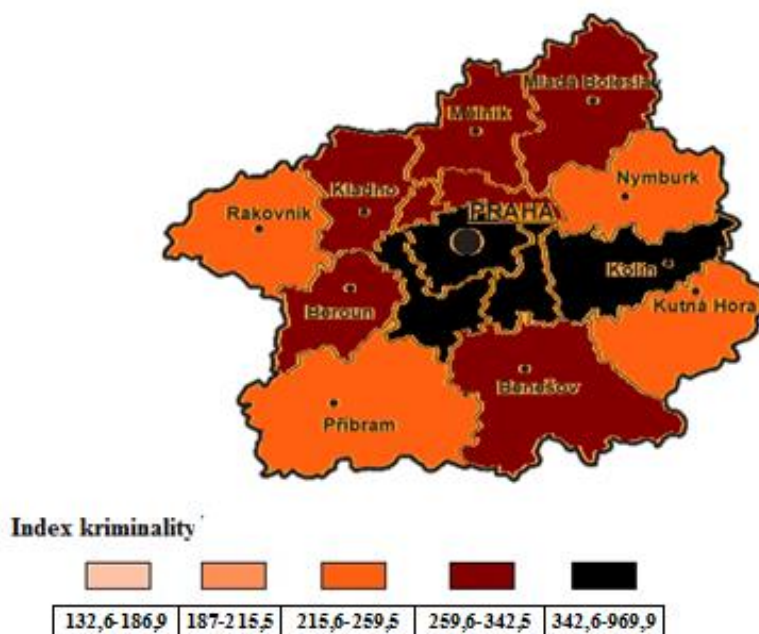 Mladá Boleslav
Mělník
Nymburk
Kladno
PRAHA
Rakovník
Kolín
Beroun
Kutná Hora
Benešov
Příbram
Index kriminality
132,6-186,9 187-215,5 215,6-259,5 259,6-342,5 342,6-969,9